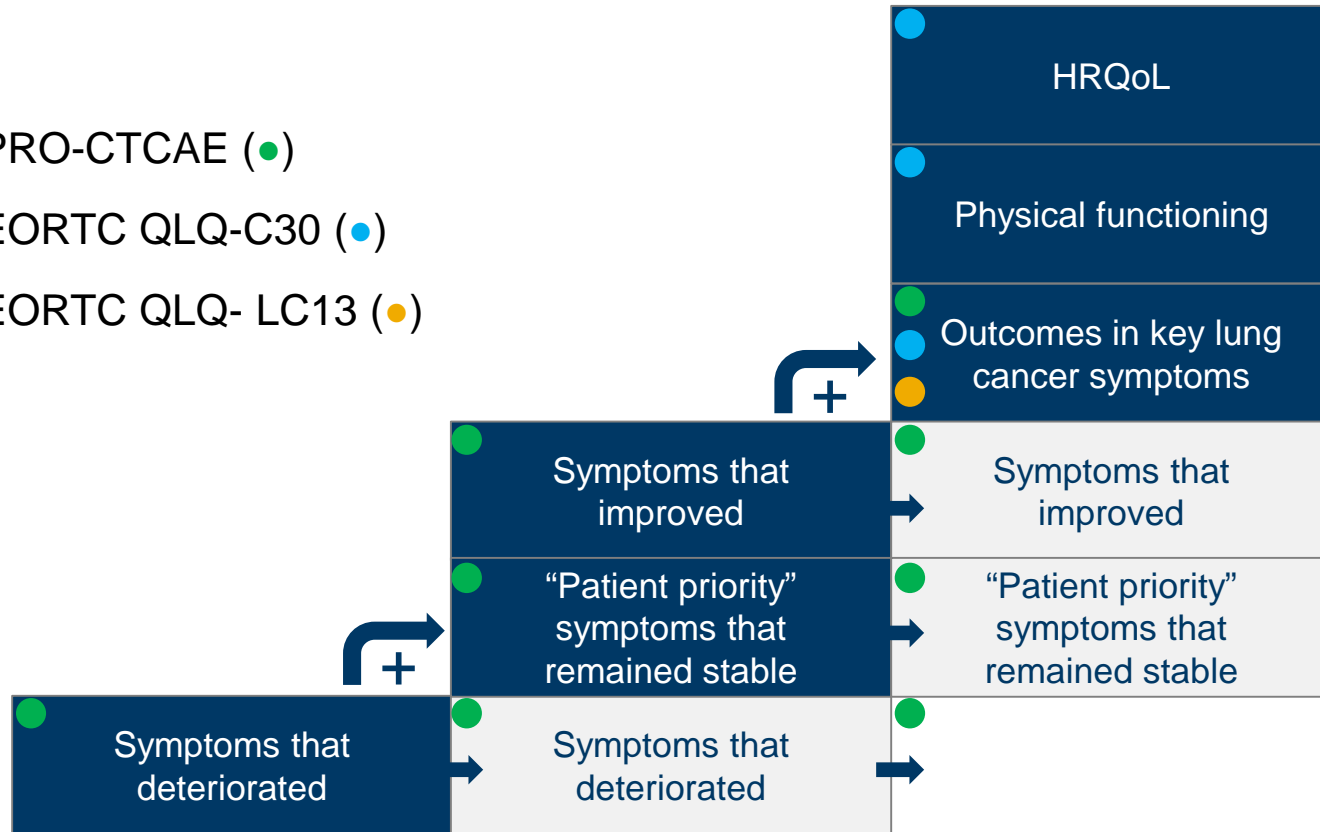 PRO-CTCAE (●)
EORTC QLQ-C30 (●)
EORTC QLQ- LC13 (●)
HRQoL
Physical functioning
Outcomes in key lung
cancer symptoms
+
Symptoms that
improved
Symptoms that
improved
“Patient priority”
symptoms that
remained stable
“Patient priority”
symptoms that
remained stable
+
Symptoms that
deteriorated
Symptoms that
deteriorated